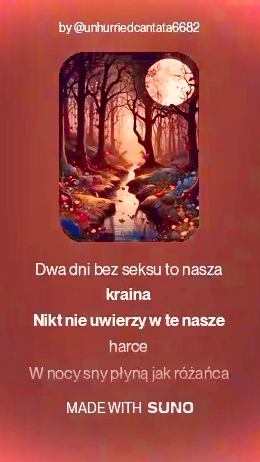 by @unhurriedcantata6682
Dwa dni bez seksu to nasza
kraina
Nikt nie uwierzy w te nasze
harce
W nocy sny płyną jak różańca
MADE WITH SUNO